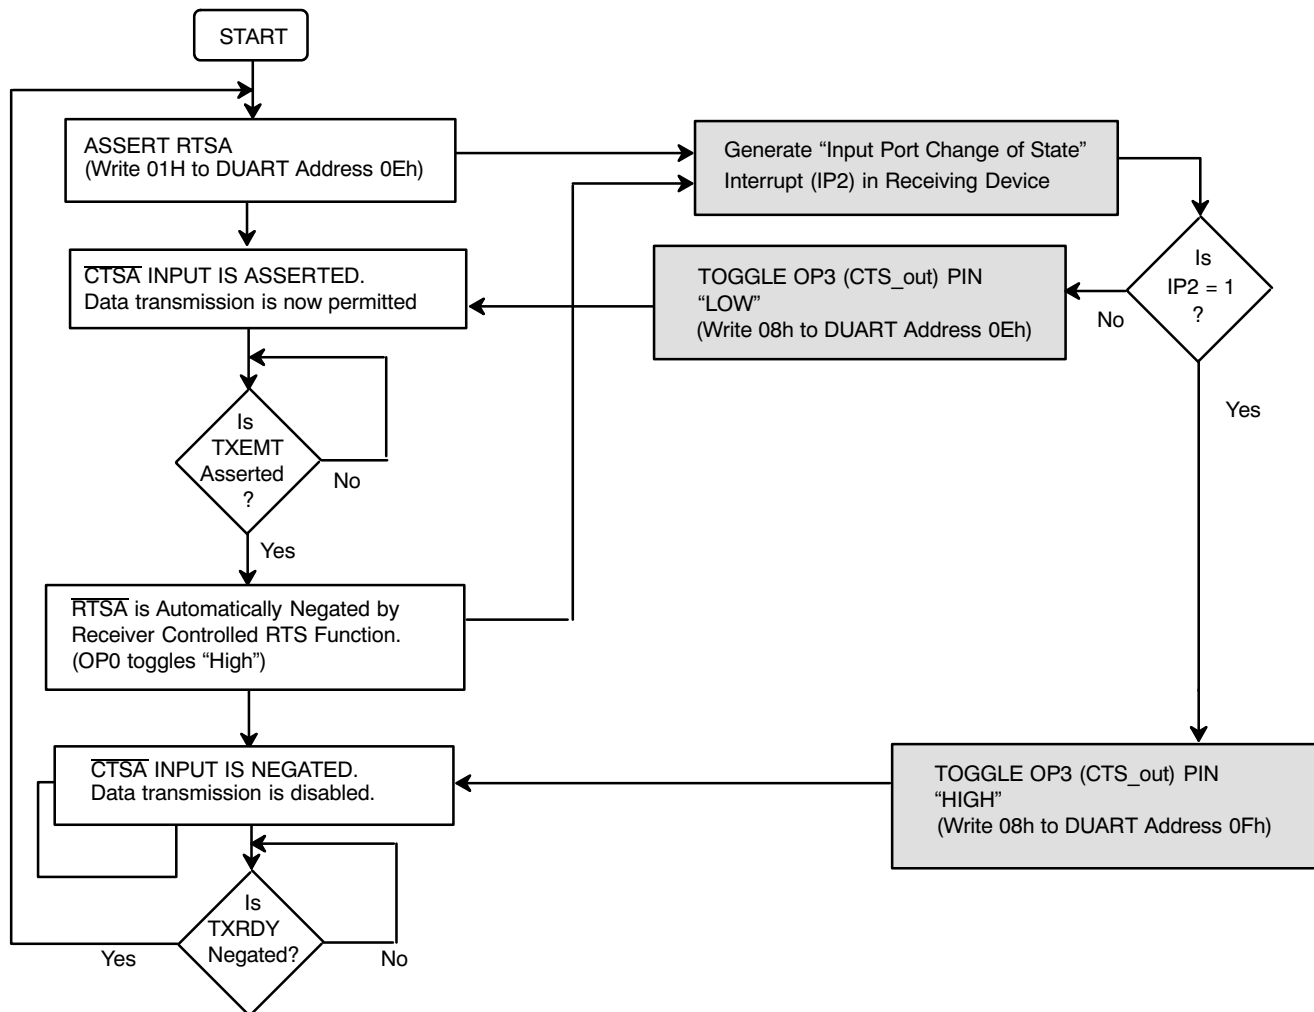 START
ASSERT RTSA
(Write 01H to DUART Address 0Eh)
Generate “Input Port Change of State”
Interrupt (IP2) in Receiving Device
CTSA INPUT IS ASSERTED.
Data transmission is now permitted
TOGGLE OP3 (CTS_out) PIN
“LOW”
(Write 08h to DUART Address 0Eh)
Is
IP2 = 1
?
No
Yes
Is
TXEMT
Asserted
?
No
Yes
RTSA is Automatically Negated by
Receiver Controlled RTS Function.
(OP0 toggles “High”)
CTSA INPUT IS NEGATED.
Data transmission is disabled.
TOGGLE OP3 (CTS_out) PIN
“HIGH”
(Write 08h to DUART Address 0Fh)
Is
TXRDY
Negated?
Yes
No